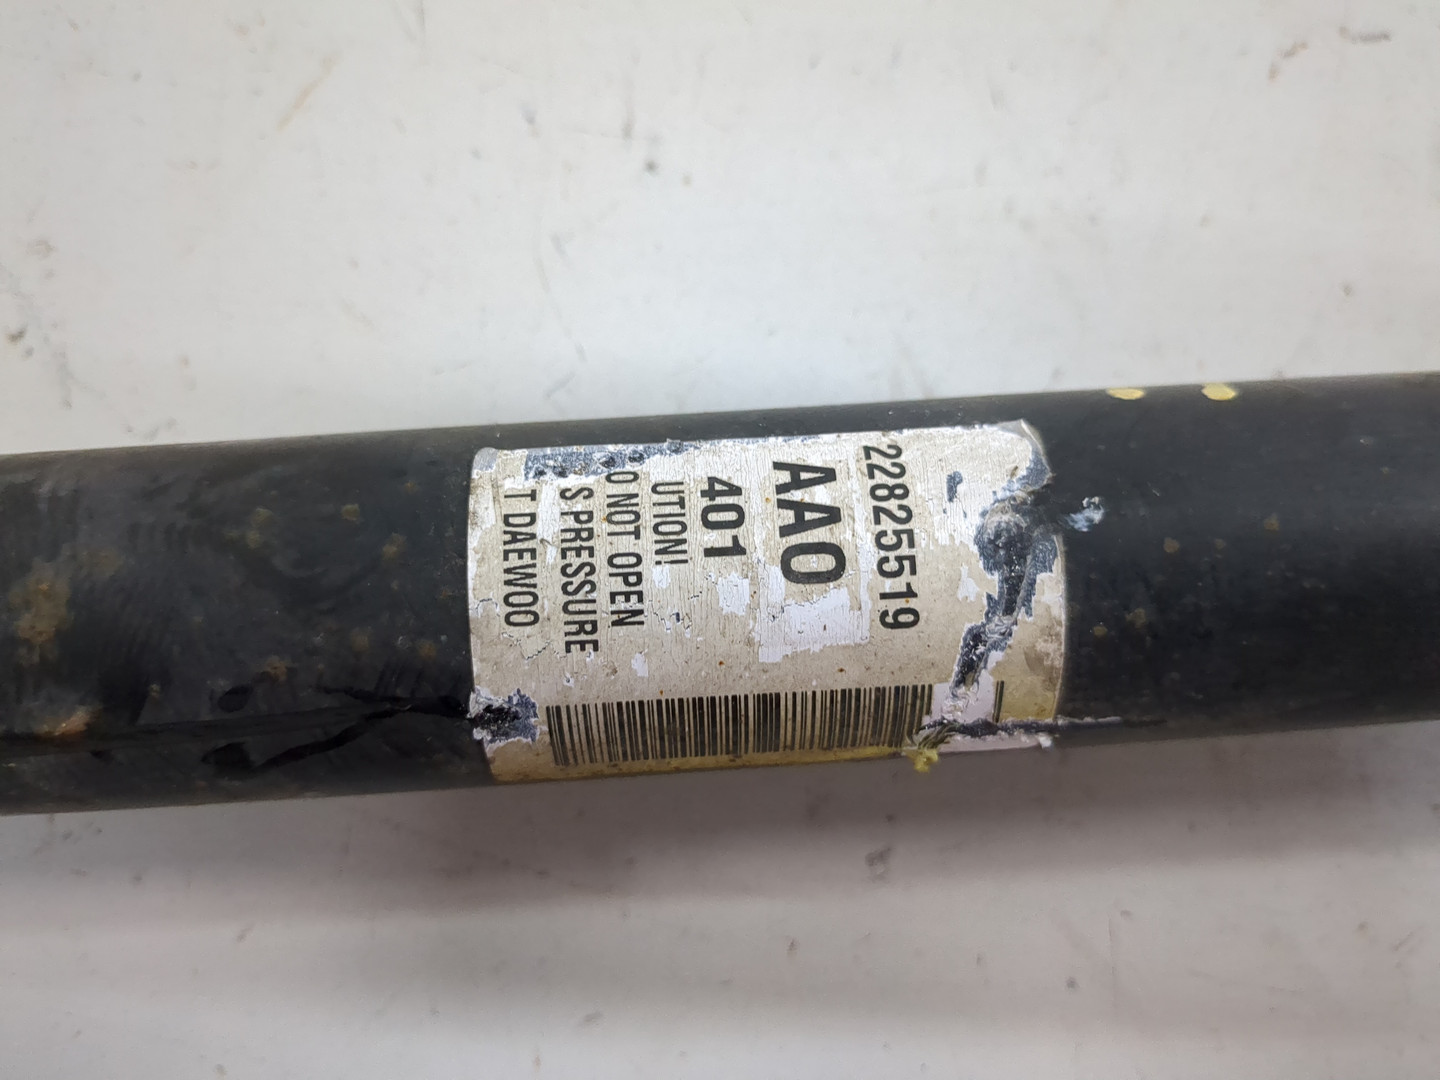 22825519
AAO
401
UTION!
O NOT OPEN
S PRESSURE
T DAEWOO